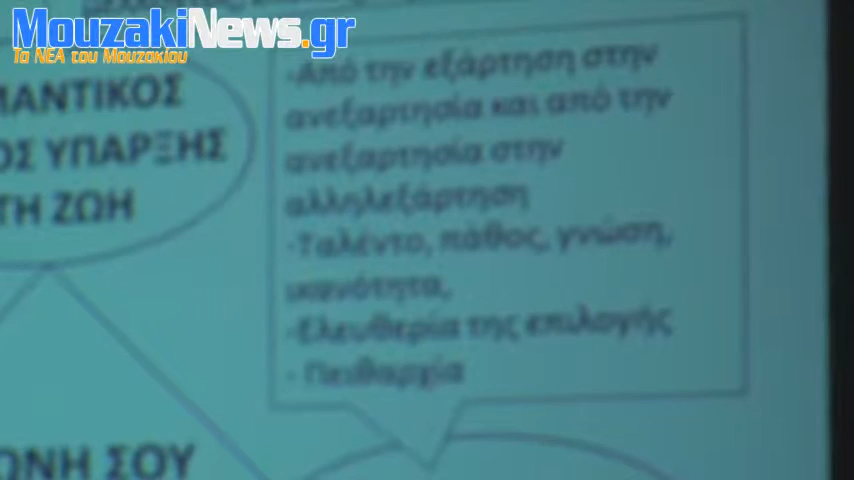 MouzakiNews.gr
Τα ΝΕΑ του Μουζακίου
ΜΑΝΤΙΚΟΣ
ΟΣ ΥΠΑΡΞΗΣ
ΤΗ ΖΩΗ
-Από την εξάρτηση στην
ανεξαρτησία και από την
ανεξαρτησία στην
αλληλεξάρτηση
-Ταλέντο, πάθος, γνώση,
ικανότητα,
-Ελευθερία της επιλογής
- Πειθαρχία
ΩΝΗ ΣΟΥ